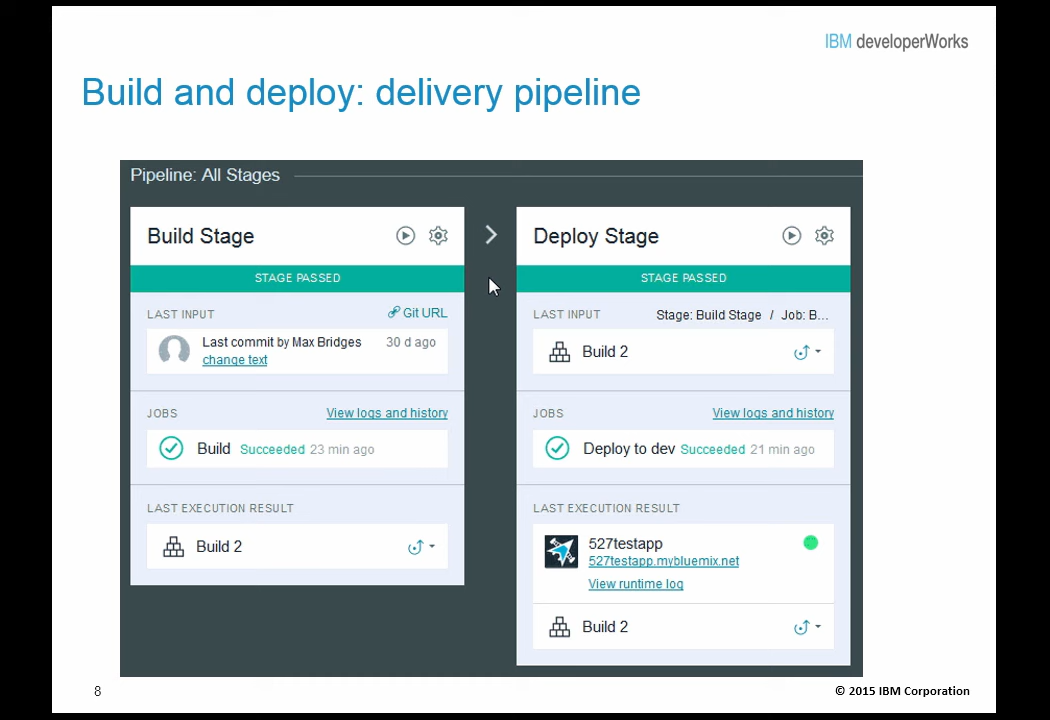 IBM developerWorks
Build and deploy: delivery pipeline
Pipeline: All Stages
Build Stage
STAGE PASSED
LAST INPUT
Git URL
Last commit by Max Bridges
30 d ago
change text
JOBS
View logs and history
Build Succeeded 23 min ago
LAST EXECUTION RESULT
Build 2
Deploy Stage
STAGE PASSED
LAST INPUT
Stage: Build Stage / Job: B...
Build 2
JOBS
View logs and history
Deploy to dev Succeeded 21 min ago
LAST EXECUTION RESULT
527testapp
527testapp.mybluemix.net
View runtime log
Build 2
8
© 2015 IBM Corporation